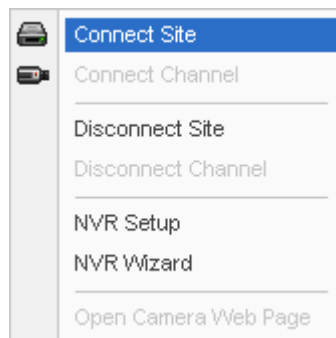 Connect Site
Connect Channel
Disconnect Site
Disconnect Channel
NVR Setup
NVR Wizard
Open Camera Web Page